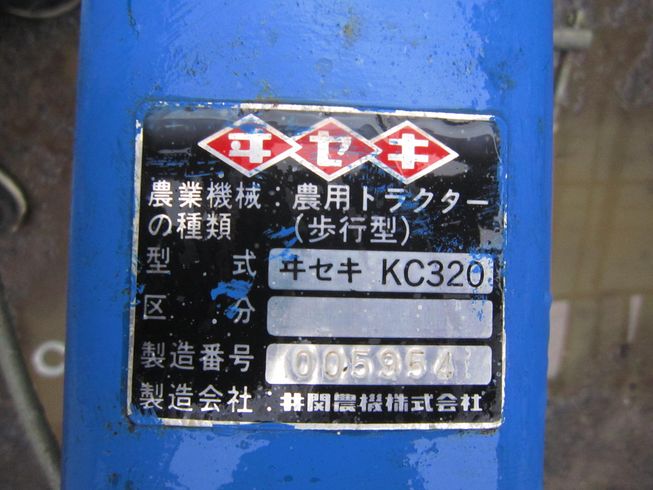 ヰセキ
農業機械の種類:農用トラクター
(歩行型)
型式 ヰセキ KC320
区分
製造番号 005954
製造会社:井関農機株式会社